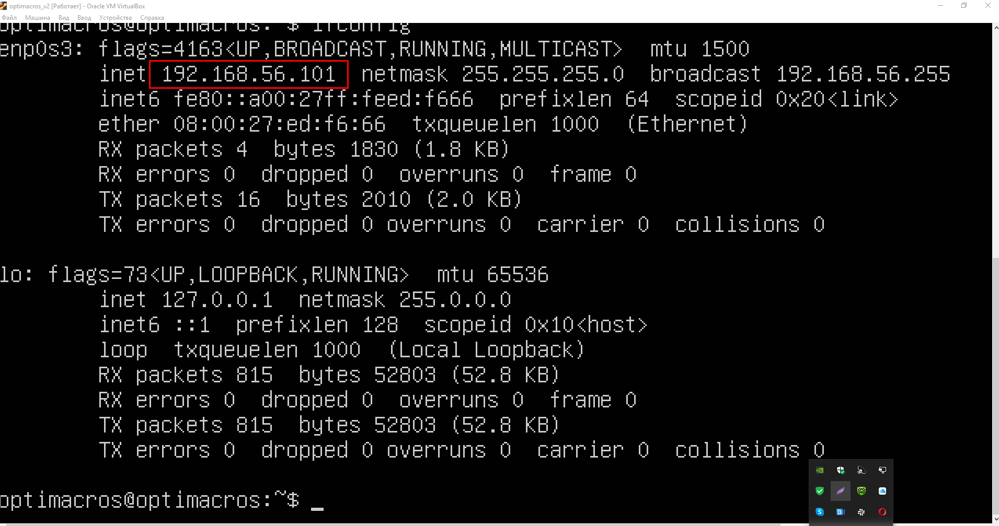 optimacros_v2 [Работает] - Oracle VM VirtualBox
Файл Машина Вид Ввод Устройства Справка
optimacros@optimacros:~$ ifconfig
enp0s3: flags=4163<UP,BROADCAST,RUNNING,MULTICAST>  mtu 1500
inet 192.168.56.101  netmask 255.255.255.0  broadcast 192.168.56.255
inet6 fe80::a00:27ff:feed:f666  prefixlen 64  scopeid 0x20<link>
ether 08:00:27:ed:f6:66  txqueuelen 1000  (Ethernet)
RX packets 4  bytes 1830 (1.8 KB)
RX errors 0  dropped 0  overruns 0  frame 0
TX packets 16  bytes 2010 (2.0 KB)
TX errors 0  dropped 0 overruns 0  carrier 0  collisions 0
lo: flags=73<UP,LOOPBACK,RUNNING>  mtu 65536
inet 127.0.0.1  netmask 255.0.0.0
inet6 ::1  prefixlen 128  scopeid 0x10<host>
loop  txqueuelen 1000  (Local Loopback)
RX packets 815  bytes 52803 (52.8 KB)
RX errors 0  dropped 0  overruns 0  frame 0
TX packets 815  bytes 52803 (52.8 KB)
TX errors 0  dropped 0 overruns 0  carrier 0  collisions 0
optimacros@optimacros:~$ _